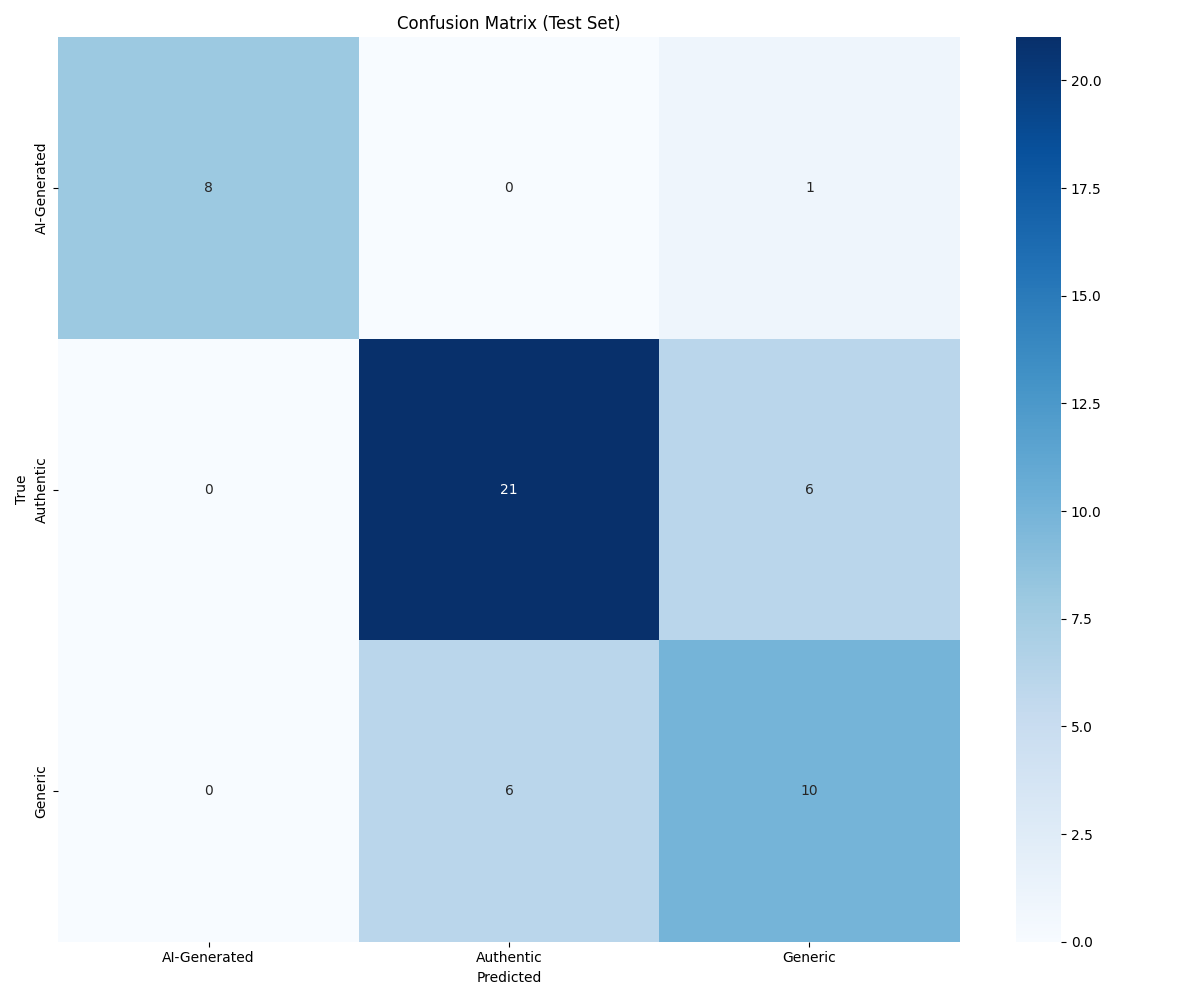 Confusion Matrix (Test Set)
AI-Generated
8
0
1
True
Authentic
0
21
6
Generic
0
6
10
AI-Generated
Authentic
Generic
Predicted
20.0
17.5
15.0
12.5
10.0
7.5
5.0
2.5
0.0